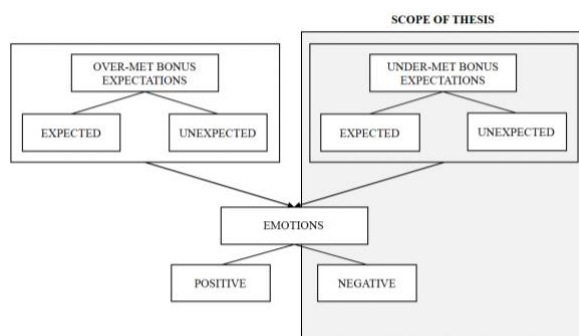 SCOPE OF THESIS
OVER-MET BONUS
EXPECTATIONS
EXPECTED
UNEXPECTED
UNDER-MET BONUS
EXPECTATIONS
EXPECTED
UNEXPECTED
EMOTIONS
POSITIVE
NEGATIVE